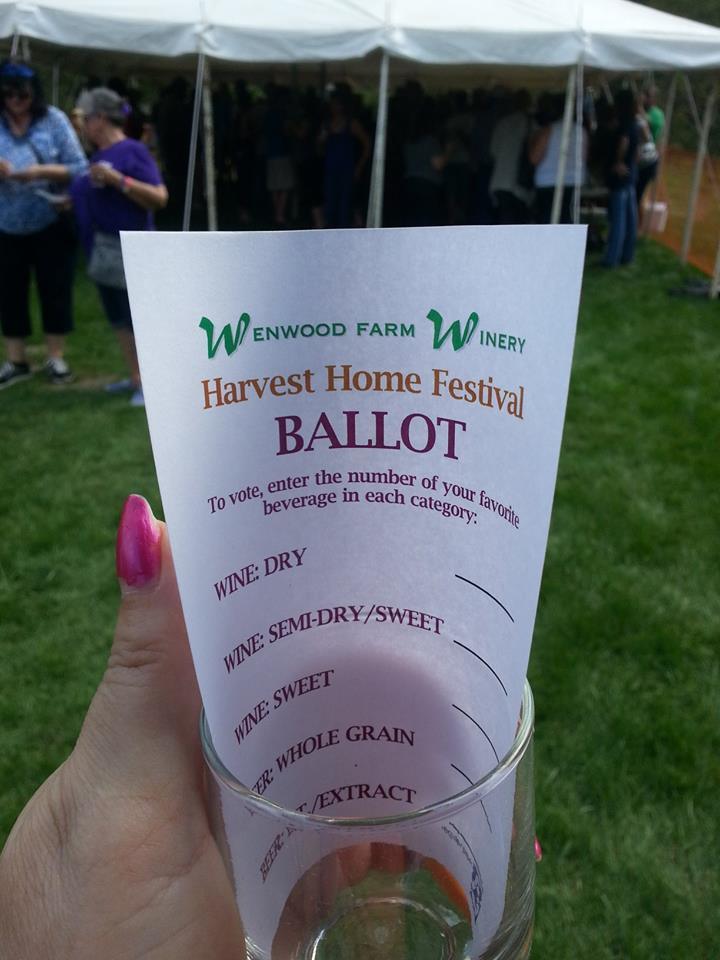 WENWOOD FARM WINERY
Harvest Home Festival
BALLOT
To vote, enter the number of your favorite
beverage in each category:
WINE: DRY
WINE: SEMI-DRY/SWEET
WINE: SWEET
WHOLE GRAIN
BEER: /EXTRACT